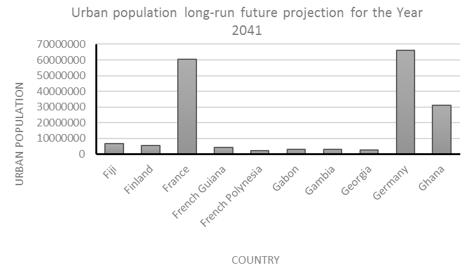 Urban population long-run future projection for the Year
2041
70000000
60000000
50000000
40000000
30000000
20000000
10000000
0
URBAN POPULATION
Fiji
Finland
France
French Guiana
French Polynesia
Gabon
Gambia
Georgia
Germany
Ghana
COUNTRY